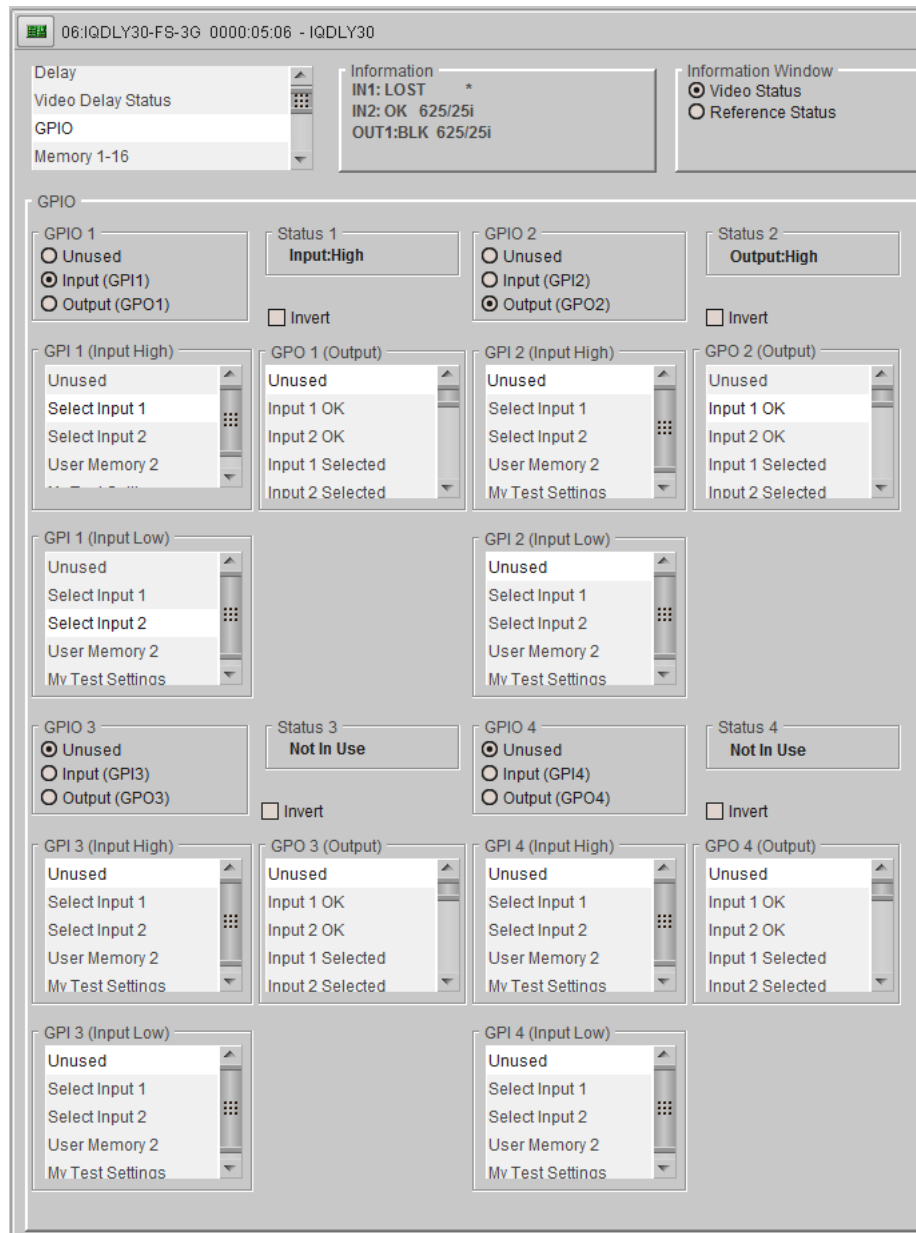 06:IQDLY30-FS-3G 0000:05:06 - IQDLY30
Delay
Video Delay Status
GPIO
Memory 1-16
Information
IN1: LOST *
IN2: OK 625/25i
OUT1:BLK 625/25i
Information Window
Video Status
Reference Status
GPIO
GPIO 1
Unused
Input (GPI1)
Output (GPO1)
Status 1
Input:High
Invert
GPIO 2
Unused
Input (GPI2)
Output (GPO2)
Status 2
Output:High
Invert
GPI 1 (Input High)
Unused
Select Input 1
Select Input 2
User Memory 2
GPO 1 (Output)
Unused
Input 1 OK
Input 2 OK
Input 1 Selected
Input 2 Selected
GPI 2 (Input High)
Unused
Select Input 1
Select Input 2
User Memory 2
My Test Settings
GPO 2 (Output)
Unused
Input 1 OK
Input 2 OK
Input 1 Selected
Input 2 Selected
GPI 1 (Input Low)
Unused
Select Input 1
Select Input 2
User Memory 2
My Test Settings
GPI 2 (Input Low)
Unused
Select Input 1
Select Input 2
User Memory 2
My Test Settings
GPIO 3
Unused
Input (GPI3)
Output (GPO3)
Status 3
Not In Use
Invert
GPIO 4
Unused
Input (GPI4)
Output (GPO4)
Status 4
Not In Use
Invert
GPI 3 (Input High)
Unused
Select Input 1
Select Input 2
User Memory 2
My Test Settings
GPO 3 (Output)
Unused
Input 1 OK
Input 2 OK
Input 1 Selected
Input 2 Selected
GPI 4 (Input High)
Unused
Select Input 1
Select Input 2
User Memory 2
My Test Settings
GPO 4 (Output)
Unused
Input 1 OK
Input 2 OK
Input 1 Selected
Input 2 Selected
GPI 3 (Input Low)
Unused
Select Input 1
Select Input 2
User Memory 2
My Test Settings
GPI 4 (Input Low)
Unused
Select Input 1
Select Input 2
User Memory 2
My Test Settings